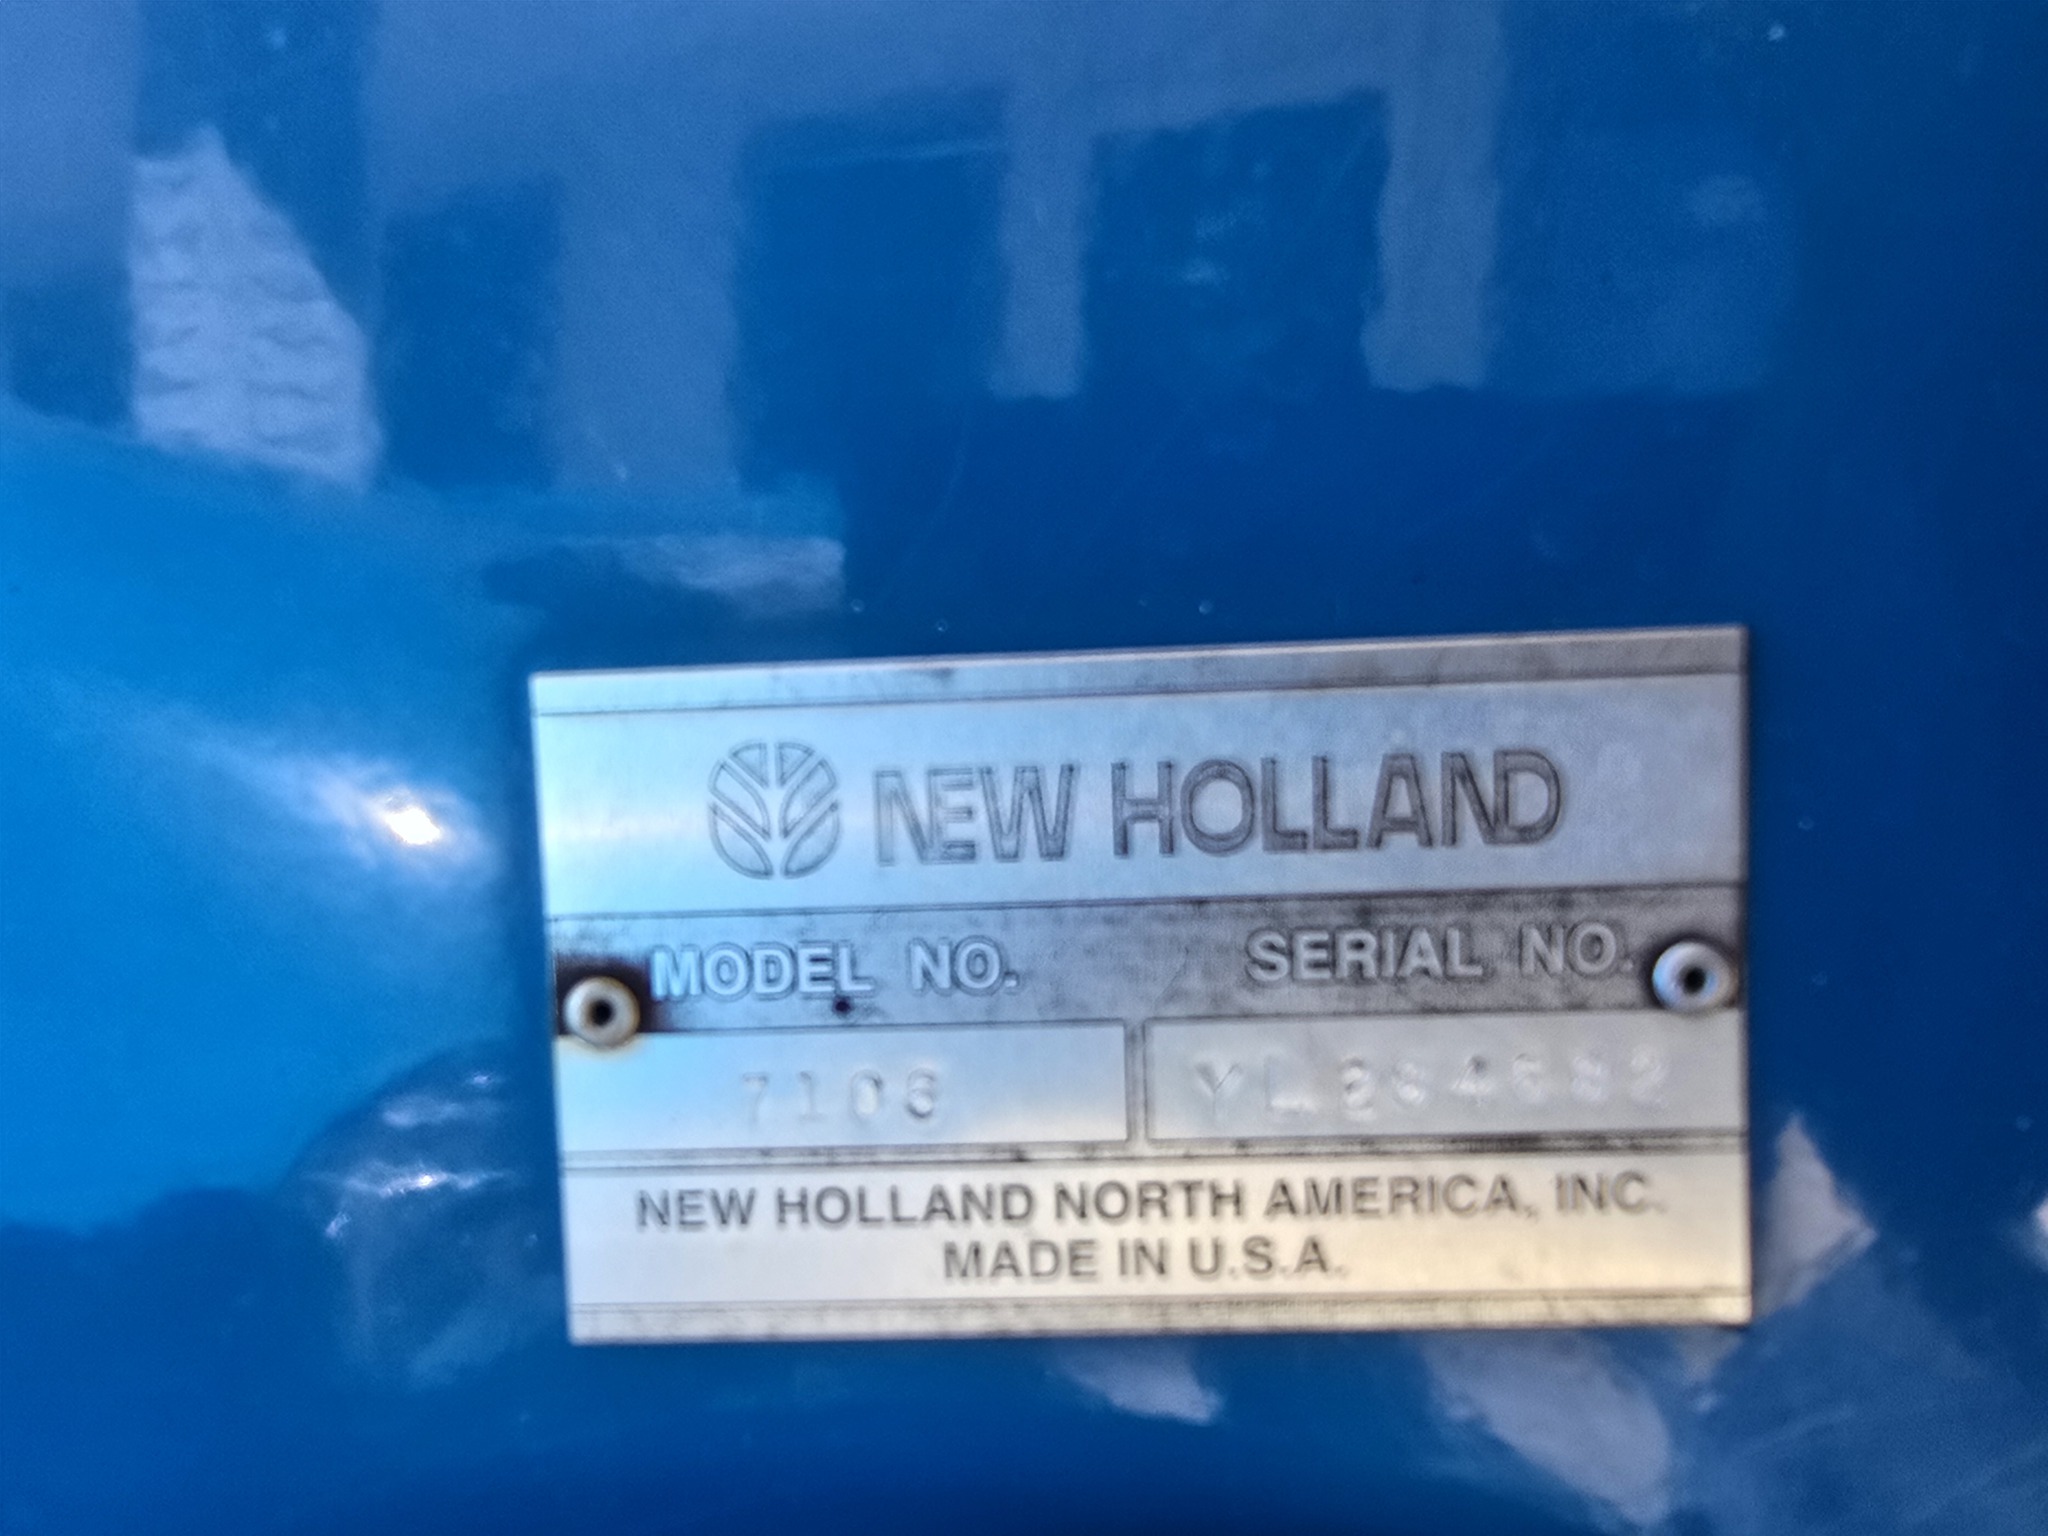 NEW HOLLAND
MODEL NO. SERIAL NO.
NEW HOLLAND NORTH AMERICA, INC.
MADE IN U.S.A.